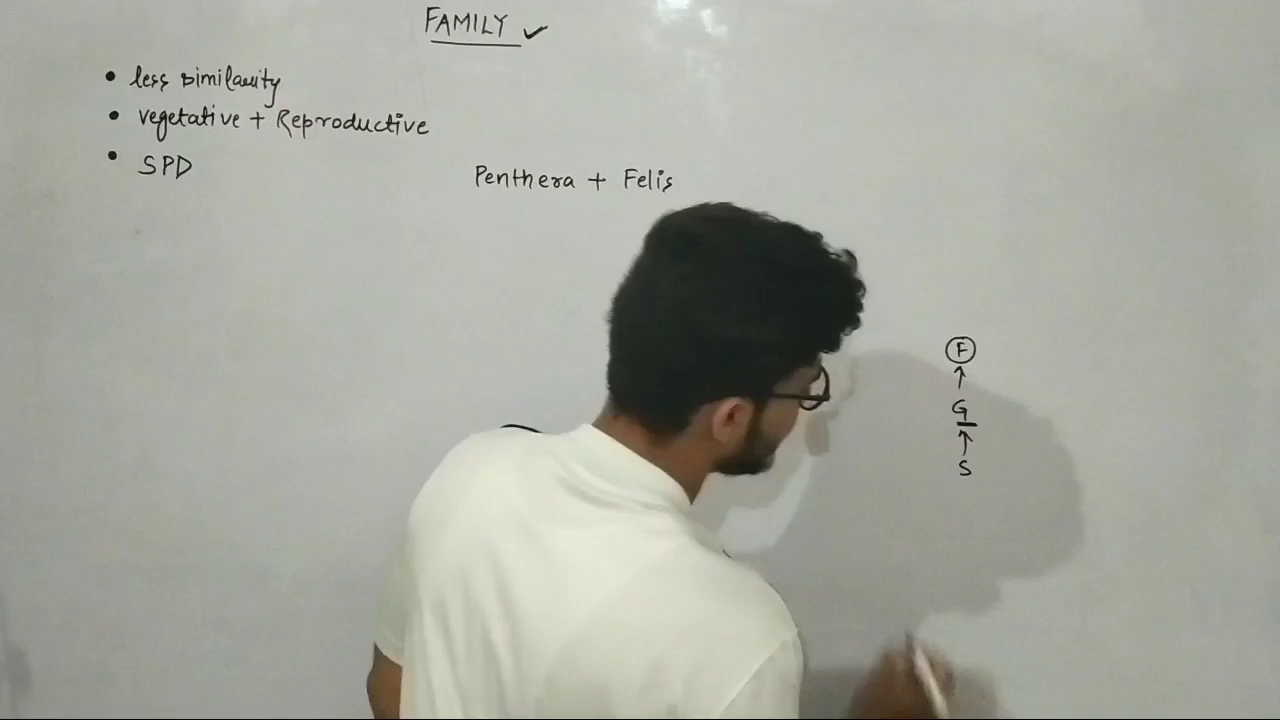 FAMILY ✓
• less similarity
• vegetative + Reproductive
• SPD
Penthera + Felis
F
↑
G
↑
S